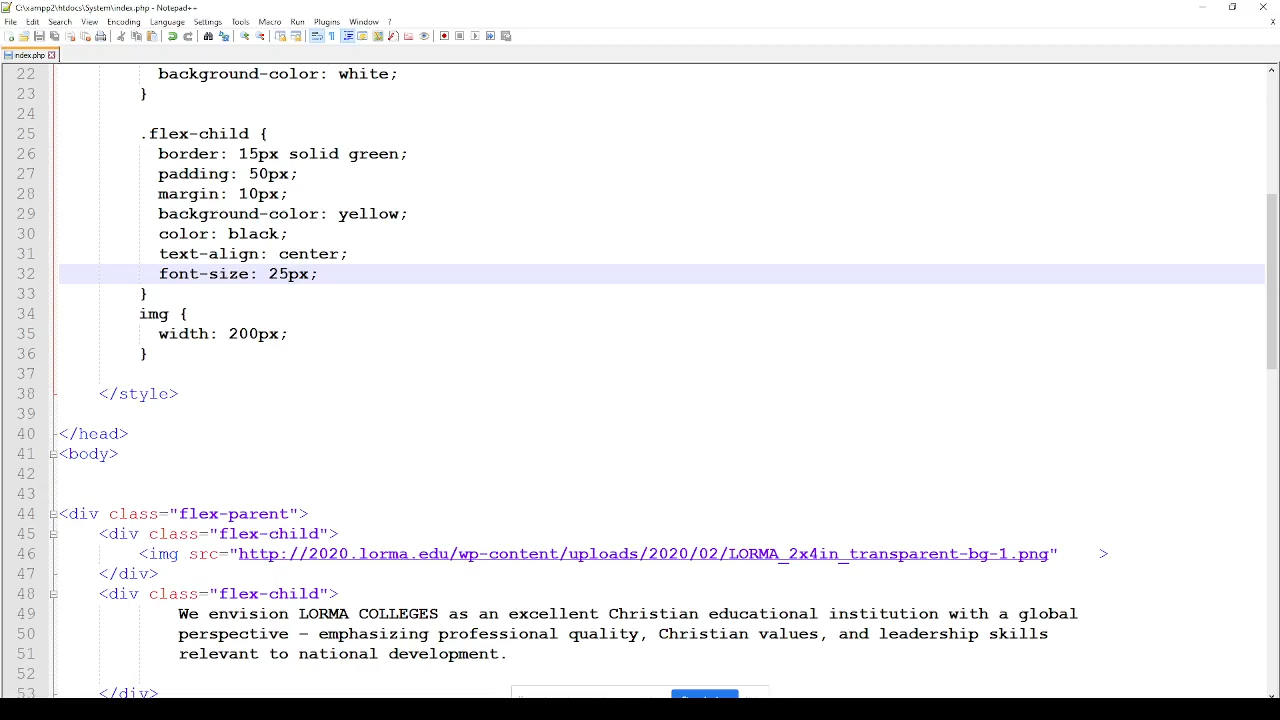 C:\xampp2\htdocs\System\index.php - Notepad++
File Edit Search View Encoding Language Settings Tools Macro Run Plugins Window ?
X
index.php
22 background-color: white;
23 }
24
25 .flex-child {
26 border: 15px solid green;
27 padding: 50px;
28 margin: 10px;
29 background-color: yellow;
30 color: black;
31 text-align: center;
32 font-size: 25px;
33 }
34 img {
35 width: 200px;
36 }
37
38 </style>
39
40 </head>
41 <body>
42
43
44 <div class="flex-parent">
45 <div class="flex-child">
46 <img src="http://2020.lorma.edu/wp-content/uploads/2020/02/LORMA_2x4in_transparent-bg-1.png" >
47 </div>
48 <div class="flex-child">
49 We envision LORMA COLLEGES as an excellent Christian educational institution with a global
50 perspective – emphasizing professional quality, Christian values, and leadership skills
51 relevant to national development.
52
53 </div>